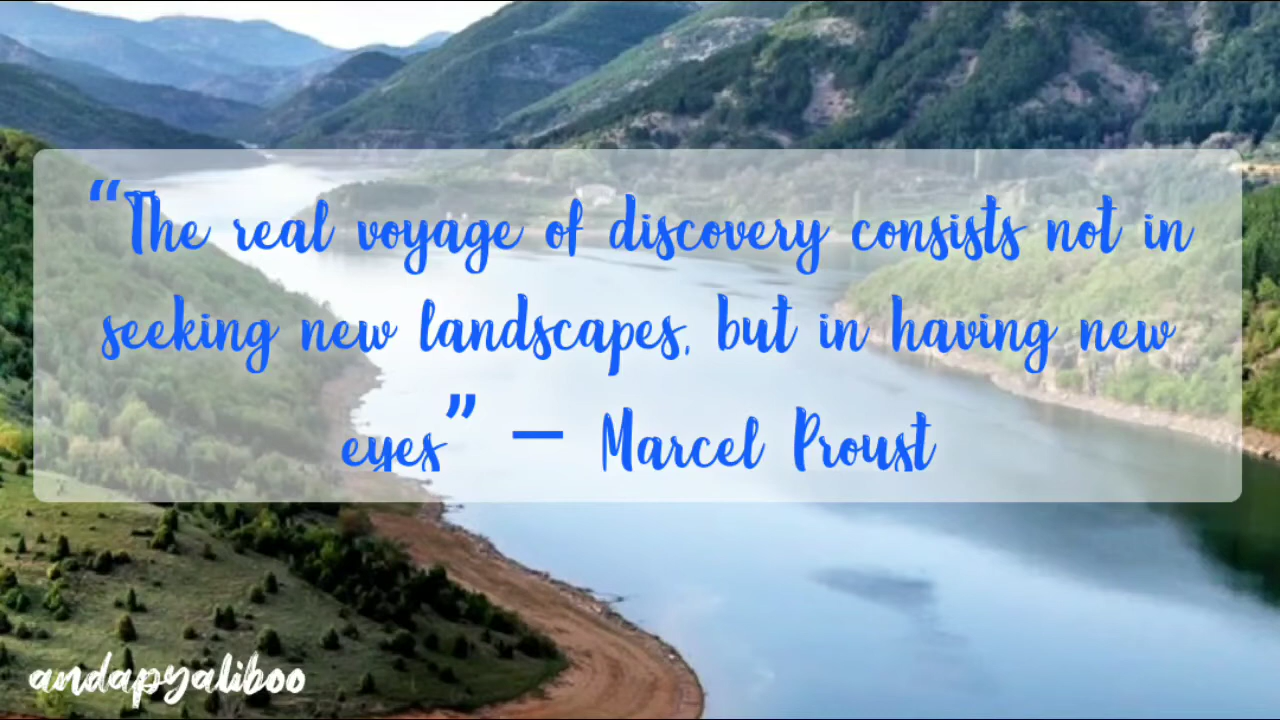 “The real voyage of discovery consists not in
seeking new landscapes, but in having new
eyes” – Marcel Proust
andapyaliboo